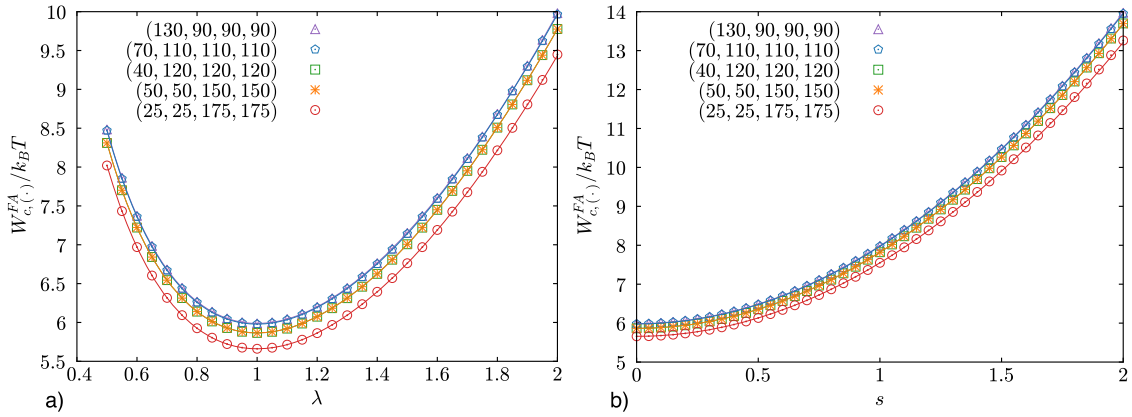 10
9.5
9
8.5
8
7.5
7
6.5
6
5.5
0.4 0.6 0.8 1 1.2 1.4 1.6 1.8 2
W^{FA}_{c,(·)}/k_BT
λ
a)
(130, 90, 90, 90)
(70, 110, 110, 110)
(40, 120, 120, 120)
(50, 50, 150, 150)
(25, 25, 175, 175)
14
13
12
11
10
9
8
7
6
5
0 0.5 1 1.5 2
W^{FA}_{c,(·)}/k_BT
s
b)
(130, 90, 90, 90)
(70, 110, 110, 110)
(40, 120, 120, 120)
(50, 50, 150, 150)
(25, 25, 175, 175)